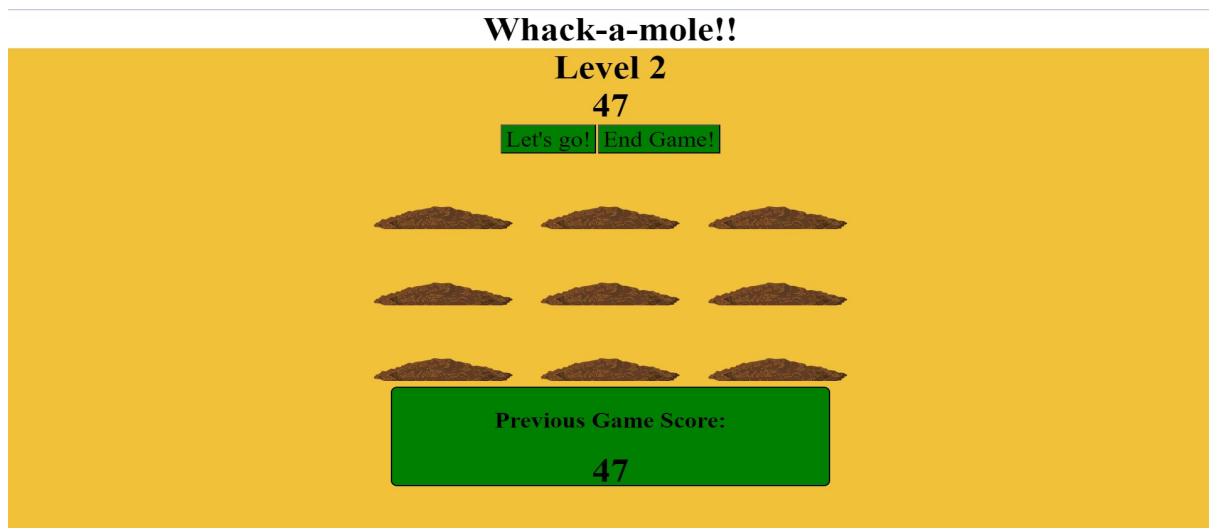 Whack-a-mole!!
Level 2
47
Let's go! End Game!
Previous Game Score:
47